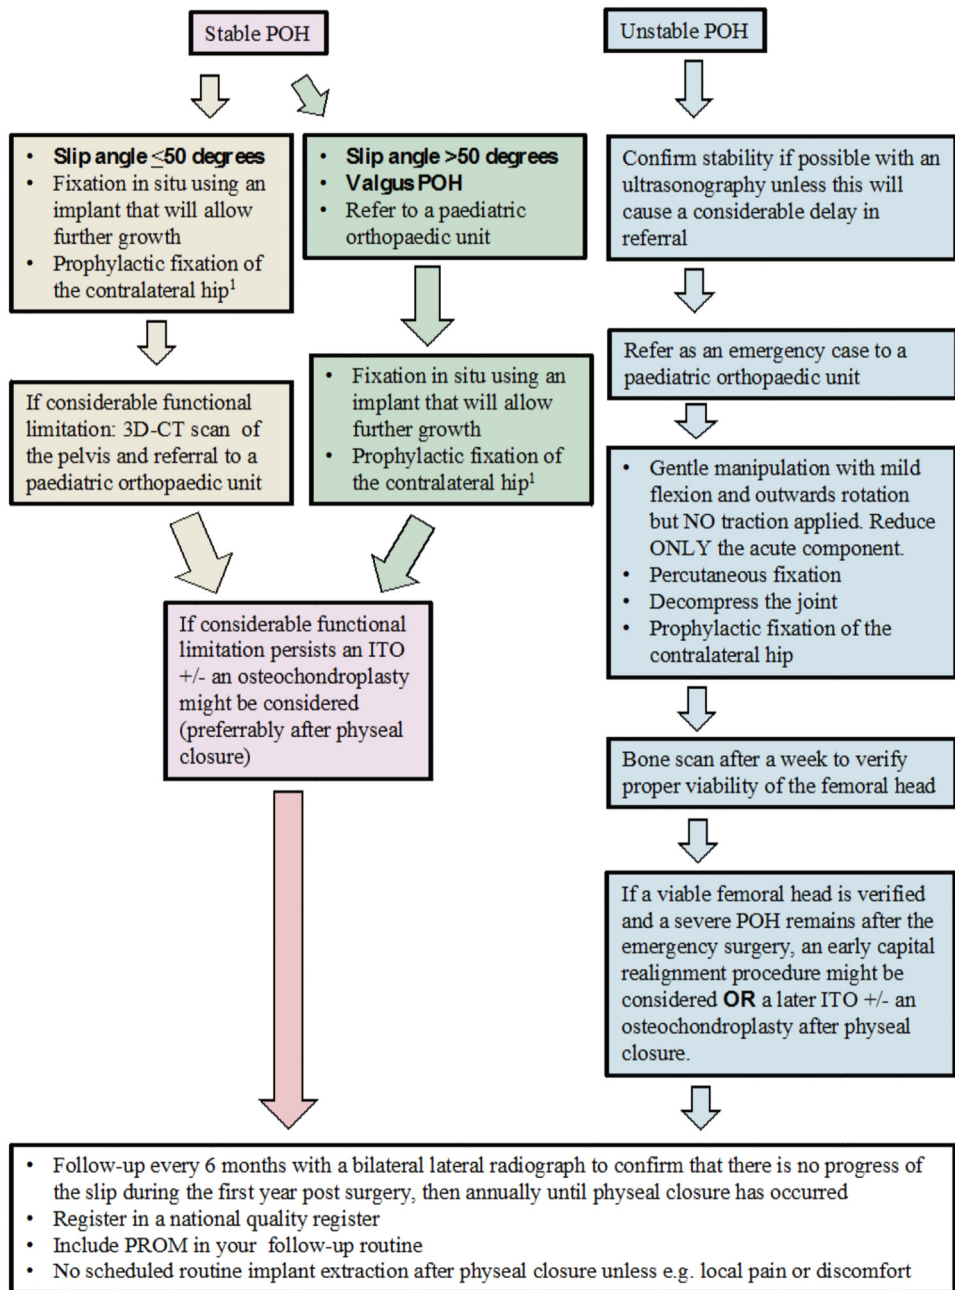 Stable POH
Unstable POH
• Slip angle ≤50 degrees
• Fixation in situ using an
implant that will allow
further growth
• Prophylactic fixation of
the contralateral hip1
• Slip angle >50 degrees
• Valgus POH
• Refer to a paediatric
orthopaedic unit
Confirm stability if possible with an
ultrasonography unless this will
cause a considerable delay in
referral
If considerable functional
limitation: 3D-CT scan of
the pelvis and referral to a
paediatric orthopaedic unit
• Fixation in situ using an
implant that will allow
further growth
• Prophylactic fixation of
the contralateral hip1
Refer as an emergency case to a
paediatric orthopaedic unit
• Gentle manipulation with mild
flexion and outwards rotation
but NO traction applied. Reduce
ONLY the acute component.
• Percutaneous fixation
• Decompress the joint
• Prophylactic fixation of the
contralateral hip
If considerable functional
limitation persists an ITO
+/- an osteochondroplasty
might be considered
(preferrably after physeal
closure)
Bone scan after a week to verify
proper viability of the femoral head
If a viable femoral head is verified
and a severe POH remains after the
emergency surgery, an early capital
realignment procedure might be
considered OR a later ITO +/- an
osteochondroplasty after physeal
closure.
• Follow-up every 6 months with a bilateral lateral radiograph to confirm that there is no progress of
the slip during the first year post surgery, then annually until physeal closure has occurred
• Register in a national quality register
• Include PROM in your follow-up routine
• No scheduled routine implant extraction after physeal closure unless e.g. local pain or discomfort